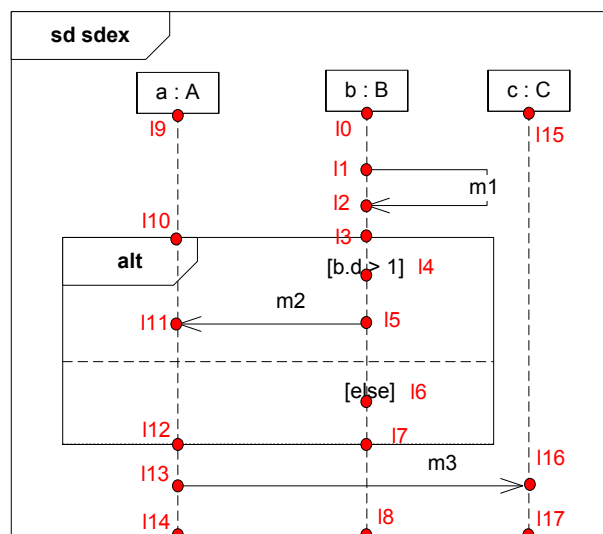 sd sdex
a : A
b : B
c : C
l9
l0
l15
l1
m1
l2
l10
l3
alt
[b.d > 1]
l4
m2
l11
l5
[else]
l6
l12
l7
m3
l13
l16
l14
l8
l17